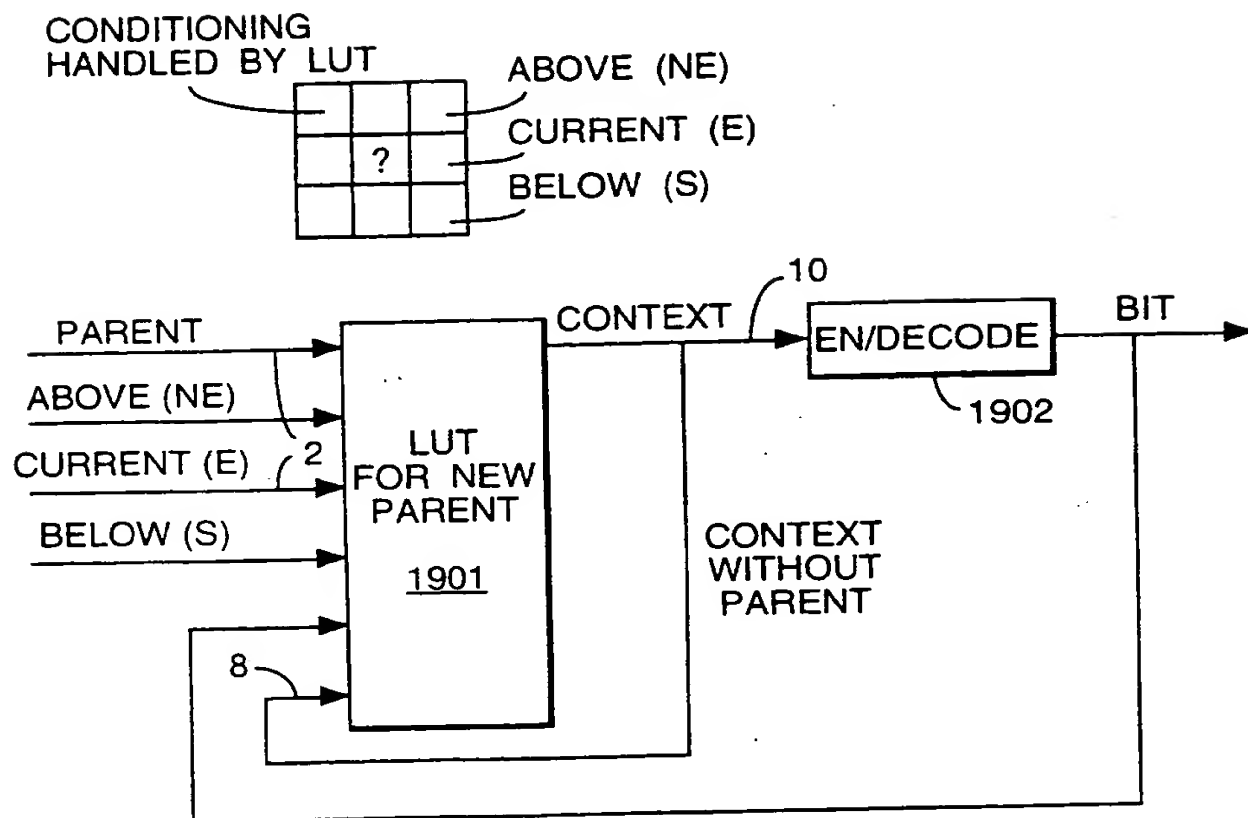 CONDITIONING
HANDLED BY LUT
ABOVE (NE)
CURRENT (E)
?
BELOW (S)
10
PARENT
CONTEXT
EN/DECODE
BIT
1902
ABOVE (NE)
2
CURRENT (E)
LUT
FOR NEW
PARENT
BELOW (S)
1901
CONTEXT
WITHOUT
PARENT
8